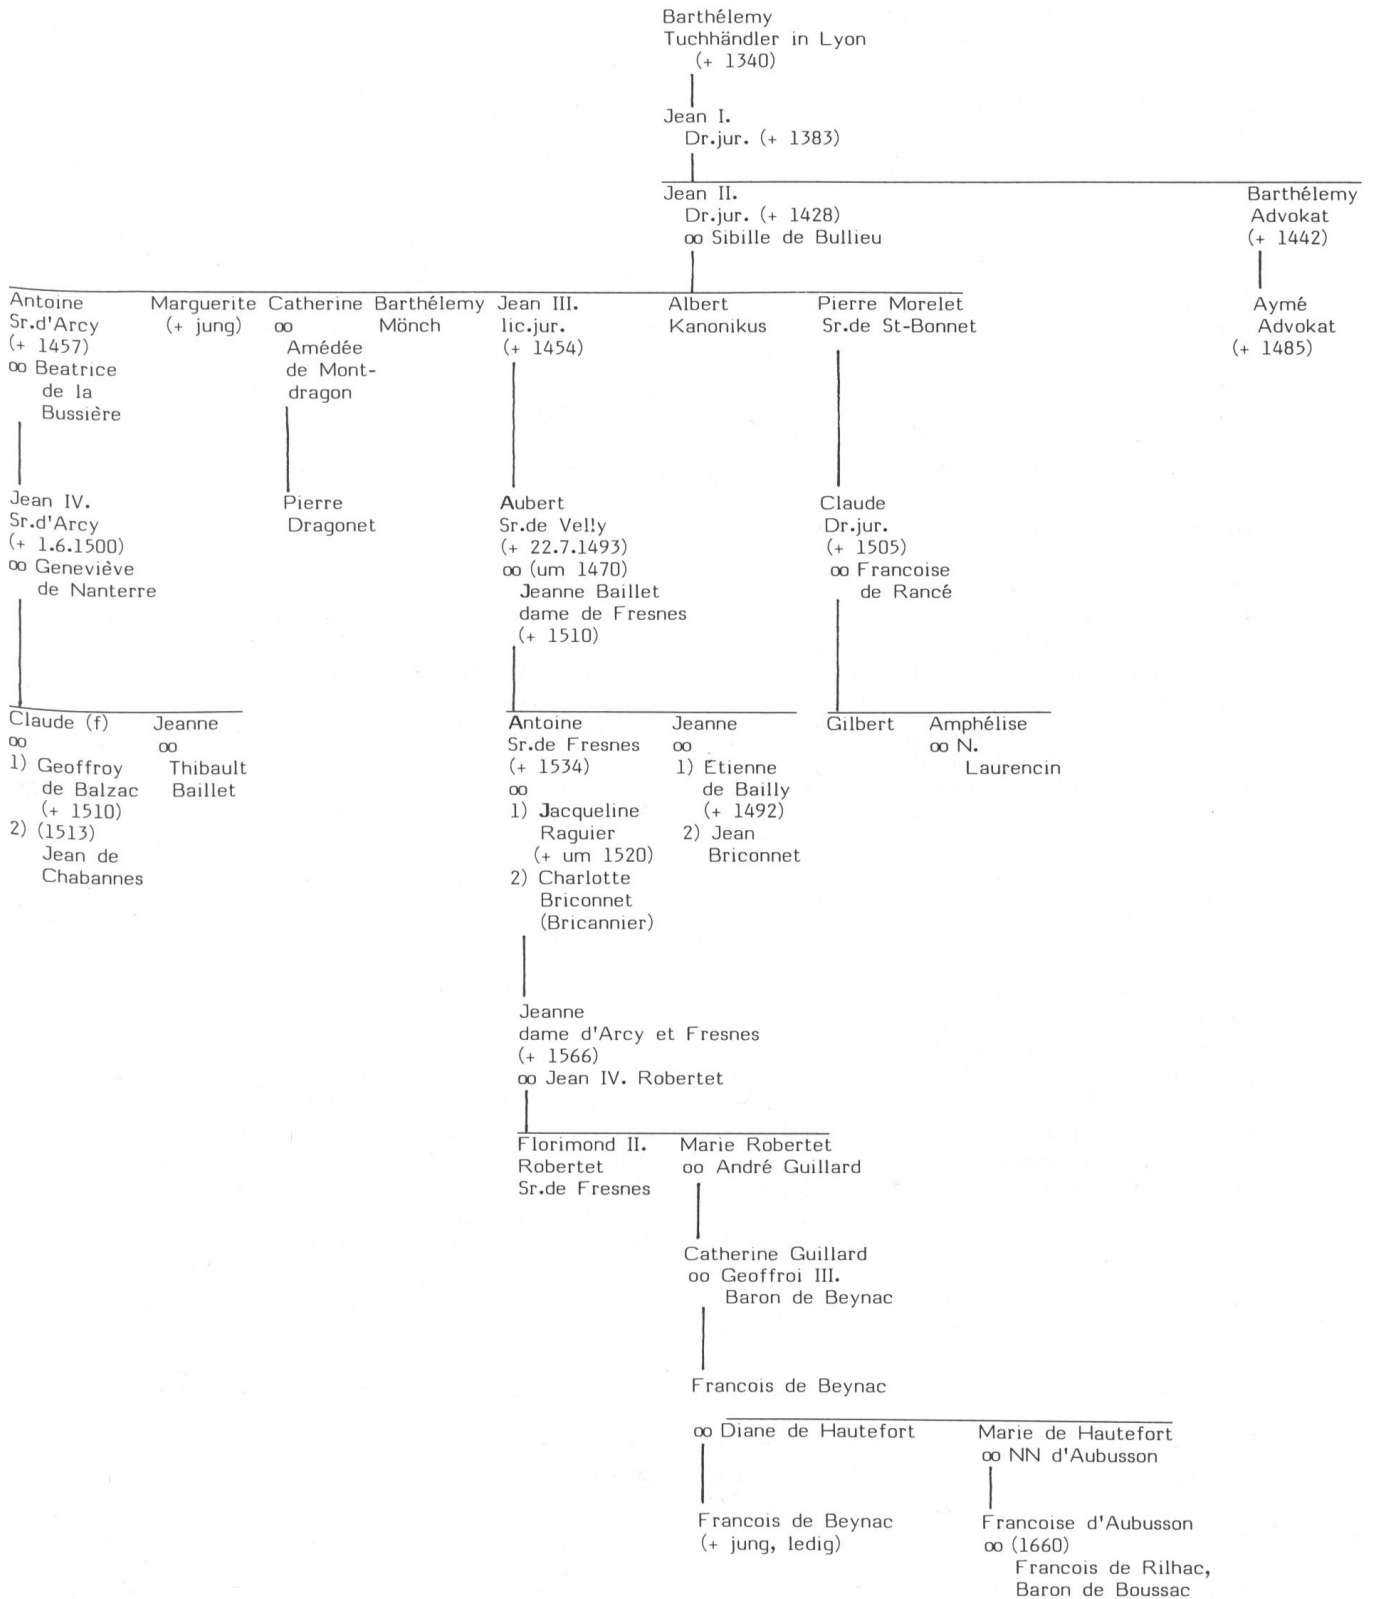 Barthélemy
Tuchhändler in Lyon
(+ 1340)
Jean I.
Dr.jur. (+ 1383)
Jean II.
Dr.jur. (+ 1428)
oo Sibille de Bullieu
Barthélemy
Advokat
(+ 1442)
Antoine
Sr.d'Arcy
(+ 1457)
oo Beatrice
de la
Bussière
Marguerite
(+ jung)
Catherine
oo
Amédée
de Mont-
dragon
Barthélemy
Mönch
Jean III.
lic.jur.
(+ 1454)
Albert
Kanonikus
Pierre Morelet
Sr.de St-Bonnet
Aymé
Advokat
(+ 1485)
Jean IV.
Sr.d'Arcy
(+ 1.6.1500)
oo Geneviève
de Nanterre
Pierre
Dragonet
Aubert
Sr.de Velly
(+ 22.7.1493)
oo (um 1470)
Jeanne Baillet
dame de Fresnes
(+ 1510)
Claude
Dr.jur.
(+ 1505)
oo Francoise
de Rancé
Claude (f)
oo
1) Geoffroy
de Balzac
(+ 1510)
2) (1513)
Jean de
Chabannes
Jeanne
oo
Thibault
Baillet
Antoine
Sr.de Fresnes
(+ 1534)
oo
1) Jacqueline
Raguier
(+ um 1520)
2) Charlotte
Briconnet
(Bricannier)
Jeanne
oo
1) Etienne
de Bailly
(+ 1492)
2) Jean
Briconnet
Gilbert
Amphélise
oo N.
Laurencin
Jeanne
dame d'Arcy et Fresnes
(+ 1566)
oo Jean IV. Robertet
Florimond II.
Robertet
Sr.de Fresnes
Marie Robertet
oo André Guillard
Catherine Guillard
oo Geoffroi III.
Baron de Beynac
Francois de Beynac
oo Diane de Hautefort
Marie de Hautefort
oo NN d'Aubusson
Francois de Beynac
(+ jung, ledig)
Francoise d'Aubusson
oo (1660)
Francois de Rilhac,
Baron de Boussac